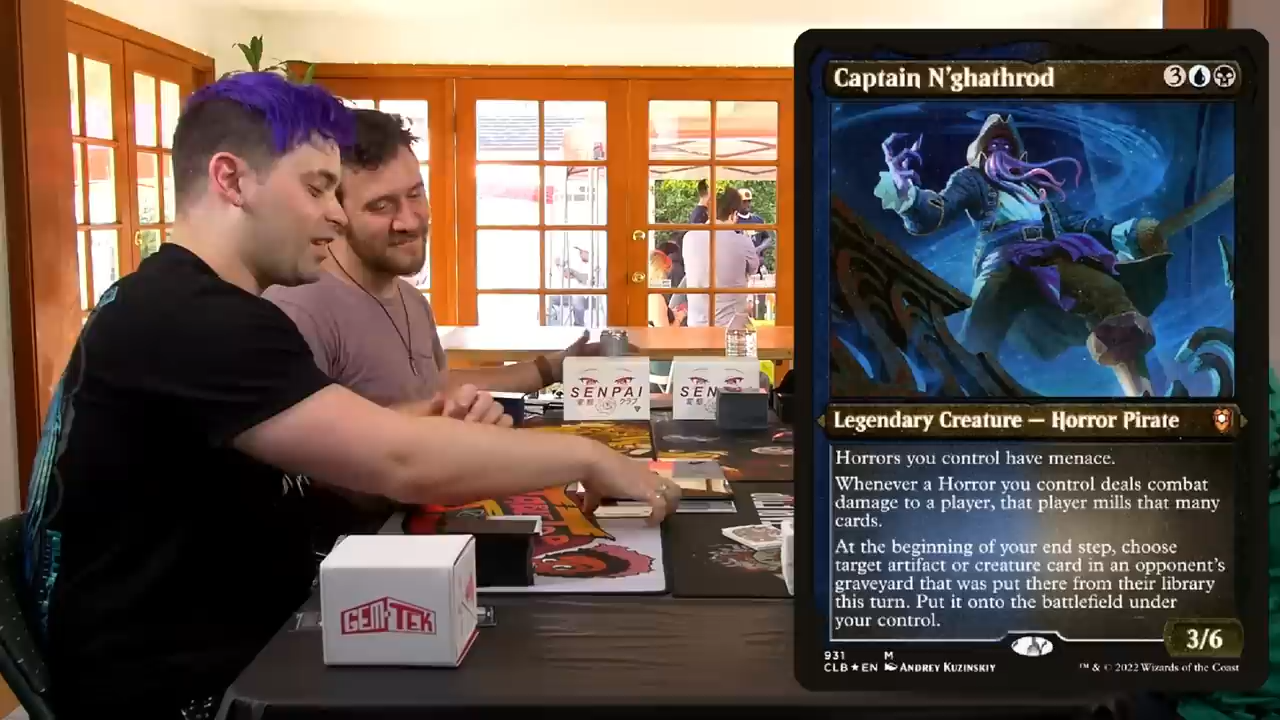 Captain N'ghathrod
3
Legendary Creature — Horror Pirate
Horrors you control have menace.
Whenever a Horror you control deals combat
damage to a player, that player mills that many
cards.
At the beginning of your end step, choose
target artifact or creature card in an opponent's
graveyard that was put there from their library
this turn. Put it onto the battlefield under
your control.
3/6
931 M
CLB★EN ANDREY KUZINSKIY
™ & © 2022 Wizards of the Coast
SENPAI
SEN
GEM-TEK